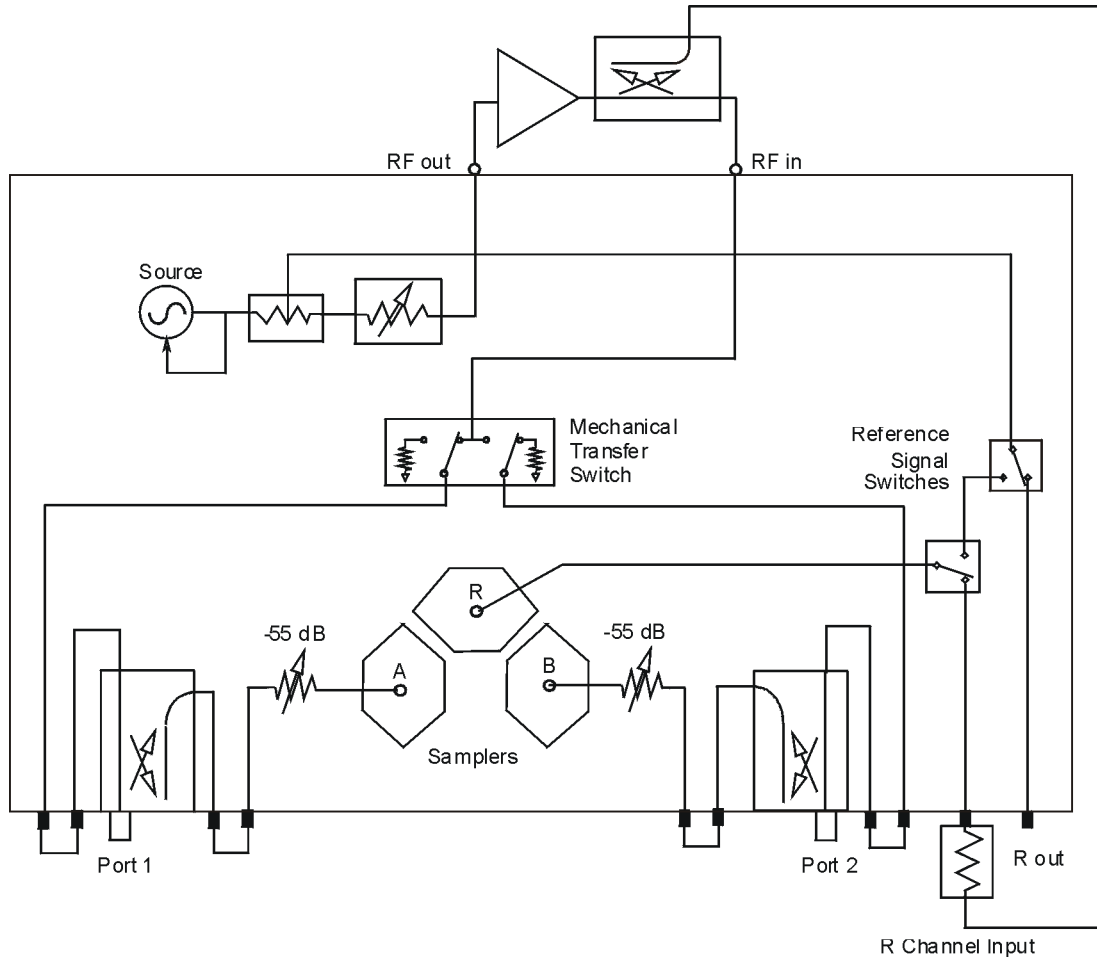 RF out
RF in
Source
Mechanical
Transfer
Switch
Reference
Signal
Switches
R
-55 dB
-55 dB
A
B
Samplers
Port 1
Port 2
R out
R Channel Input